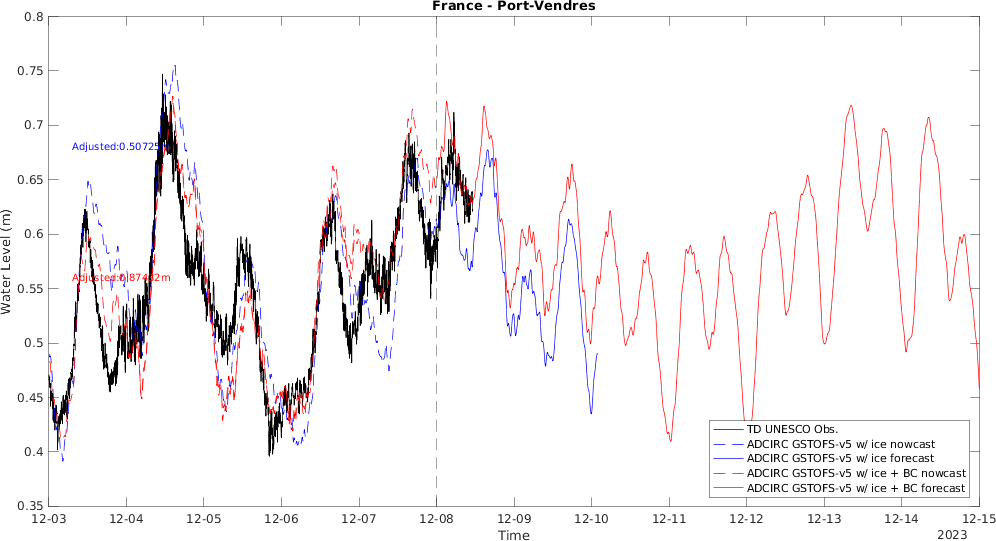 France - Port-Vendres
0.8
0.75
0.7
0.65
0.6
0.55
0.5
0.45
0.4
0.35
Water Level (m)
Adjusted:0.50725m
TD UNESCO Obs.
ADCIRC GSTOFS-v5 w/ ice nowcast
ADCIRC GSTOFS-v5 w/ ice forecast
ADCIRC GSTOFS-v5 w/ ice + BC nowcast
ADCIRC GSTOFS-v5 w/ ice + BC forecast
12-03 12-04 12-05 12-06 12-07 12-08 12-09 12-10 12-11 12-12 12-13 12-14 12-15
Time
2023